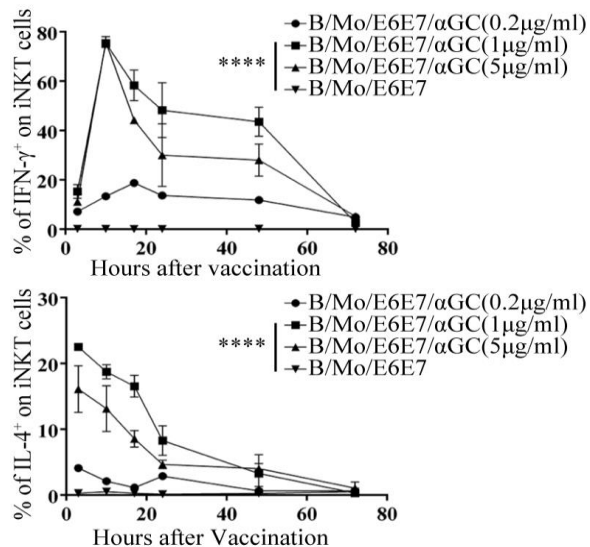 B/Mo/E6E7/αGC(0.2µg/ml)
B/Mo/E6E7/αGC(1µg/ml)
B/Mo/E6E7/αGC(5µg/ml)
B/Mo/E6E7
****
% of IFN-γ⁺ on iNKT cells
80
60
40
20
0
0 20 40 60 80
Hours after vaccination
B/Mo/E6E7/αGC(0.2µg/ml)
B/Mo/E6E7/αGC(1µg/ml)
B/Mo/E6E7/αGC(5µg/ml)
B/Mo/E6E7
****
% of IL-4⁺ on iNKT cells
30
20
10
0
0 20 40 60 80
Hours after Vaccination